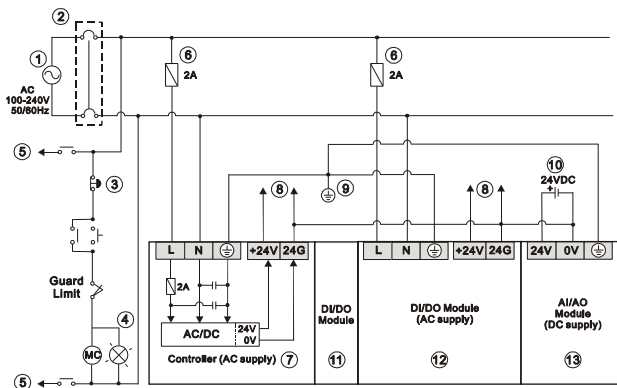 ②
①
AC
100-240V
50/60Hz
⑥
2A
⑥
2A
⑤
③
⑧
⑨
⑧
⑩
24VDC
+
L N +24V 24G
L N +24V 24G
24V 0V
Guard
Limit
2A
④
MC
AC/DC
24V
0V
Controller (AC supply) ⑦
DI/DO
Module
⑪
DI/DO Module
(AC supply)
⑫
AI/AO
Module
(DC supply)
⑬
⑤